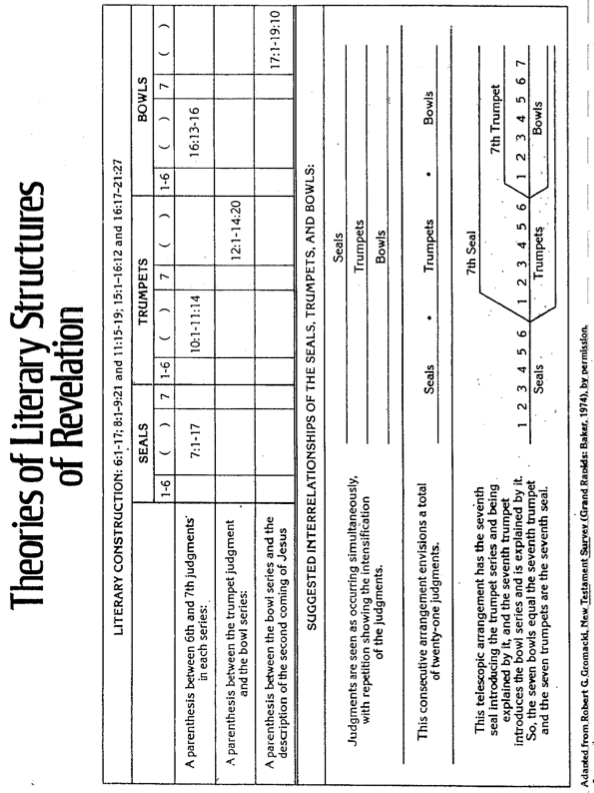 Theories of Literary Structures
of Revelation
LITERARY CONSTRUCTION: 6:1-17; 8:1-9:21 and 11:15-19; 15:1-16:12 and 16:17-21:27
SEALS TRUMPETS BOWLS
1-6 ( ) 7 1-6 ( ) 7 ( ) 1-6 ( ) 7 ( )
A parenthesis between 6th and 7th judgments
in each series:
7:1-17 10:1-11:14 16:13-16
A parenthesis between the trumpet judgment
and the bowl series:
12:1-14:20
A parenthesis between the bowl series and the
description of the second coming of Jesus
17:1-19:10
SUGGESTED INTERRELATIONSHIPS OF THE SEALS, TRUMPETS, AND BOWLS:
Judgments are seen as occurring simultaneously,
with repetition showing the intensification
of the judgments.
Seals
Trumpets
Bowls
This consecutive arrangement envisions a total
of twenty-one judgments.
Seals • Trumpets • Bowls
This telescopic arrangement has the seventh
seal introducing the trumpet series and being
explained by it, and the seventh trumpet
introduces the bowl series and is explained by it.
So, the seven bowls equal the seventh trumpet
and the seven trumpets are the seventh seal.
7th Seal
7th Trumpet
1 2 3 4 5 6 1 2 3 4 5 6 1 2 3 4 5 6 7
Seals Trumpets Bowls
Adapted from Robert G. Gromacki, New Testament Survey (Grand Rapids: Baker, 1974), by permission.